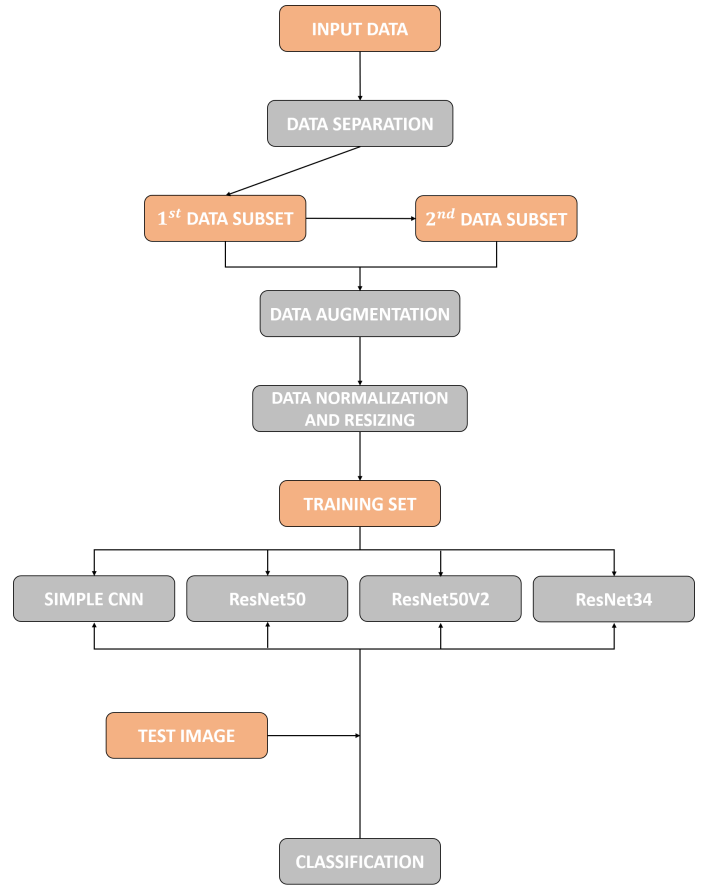 INPUT DATA
DATA SEPARATION
1st DATA SUBSET
2nd DATA SUBSET
DATA AUGMENTATION
DATA NORMALIZATION
AND RESIZING
TRAINING SET
SIMPLE CNN
ResNet50
ResNet50V2
ResNet34
TEST IMAGE
CLASSIFICATION